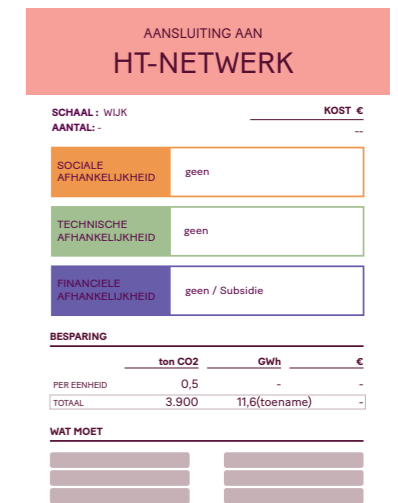 AANSLUITING AAN
HT-NETWERK
SCHAAL : WIJK
KOST €
AANTAL: -
--
SOCIALE
AFHANKELIJKHEID
geen
TECHNISCHE
AFHANKELIJKHEID
geen
FINANCIELE
AFHANKELIJKHEID
geen / Subsidie
BESPARING
ton CO2 GWh €
PER EENHEID 0,5 - -
TOTAAL 3.900 11,6(toename) -
WAT MOET